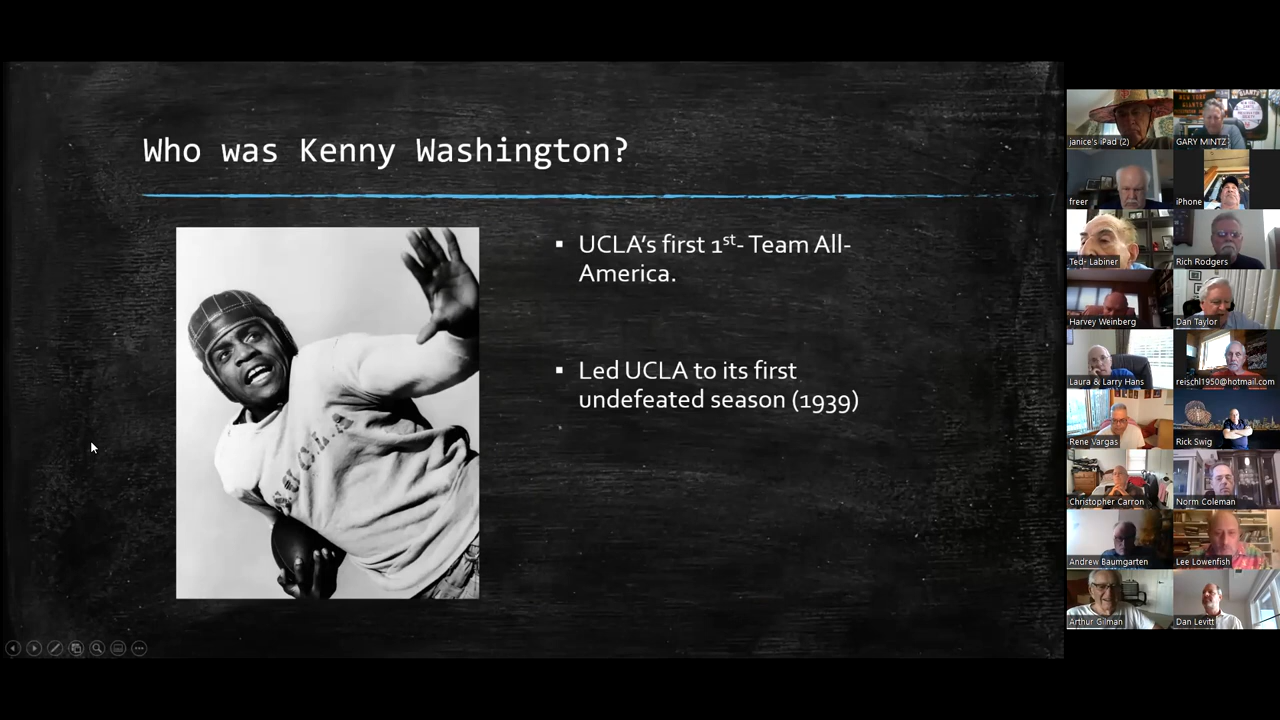 Who was Kenny Washington?
▪ UCLA's first 1st- Team All-
America.
▪ Led UCLA to its first
undefeated season (1939)
U.C.L.A
janice's iPad (2)
GARY MINTZ
freer
iPhone
Ted- Labiner
Rich Rodgers
Harvey Weinberg
Dan Taylor
Laura & Larry Hans
reischl1950@hotmail.com
Rene Vargas
Rick Swig
Christopher Carron
Norm Coleman
Andrew Baumgarten
Lee Lowenfish
Arthur Gilman
Dan Levitt